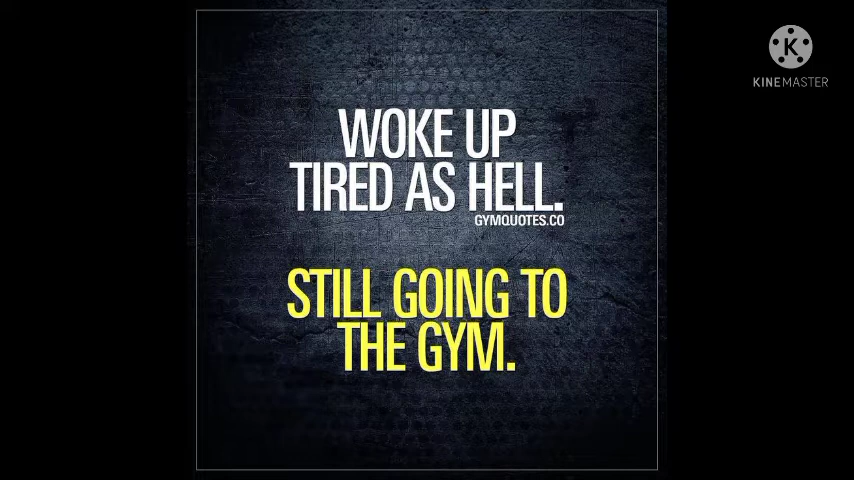 WOKE UP
TIRED AS HELL.
GYMQUOTES.CO
STILL GOING TO
THE GYM.
K
KINEMASTER